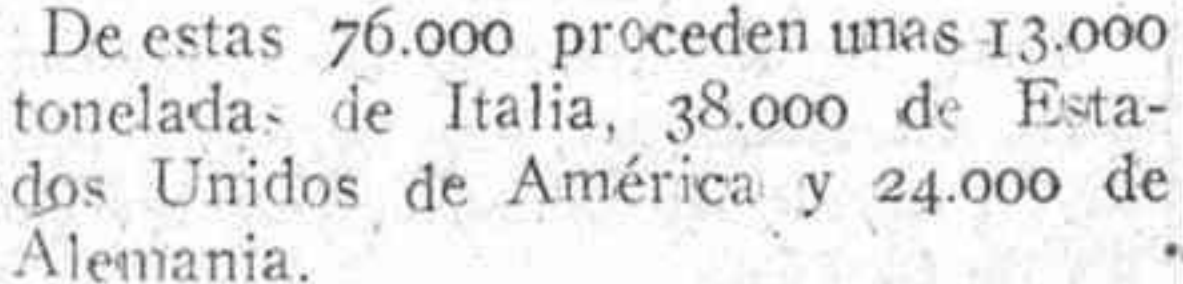 De estas 76.000 proceden unas 13.000
toneladas de Italia, 38.000 de Esta-
dos Unidos de América y 24.000 de
Alemania.